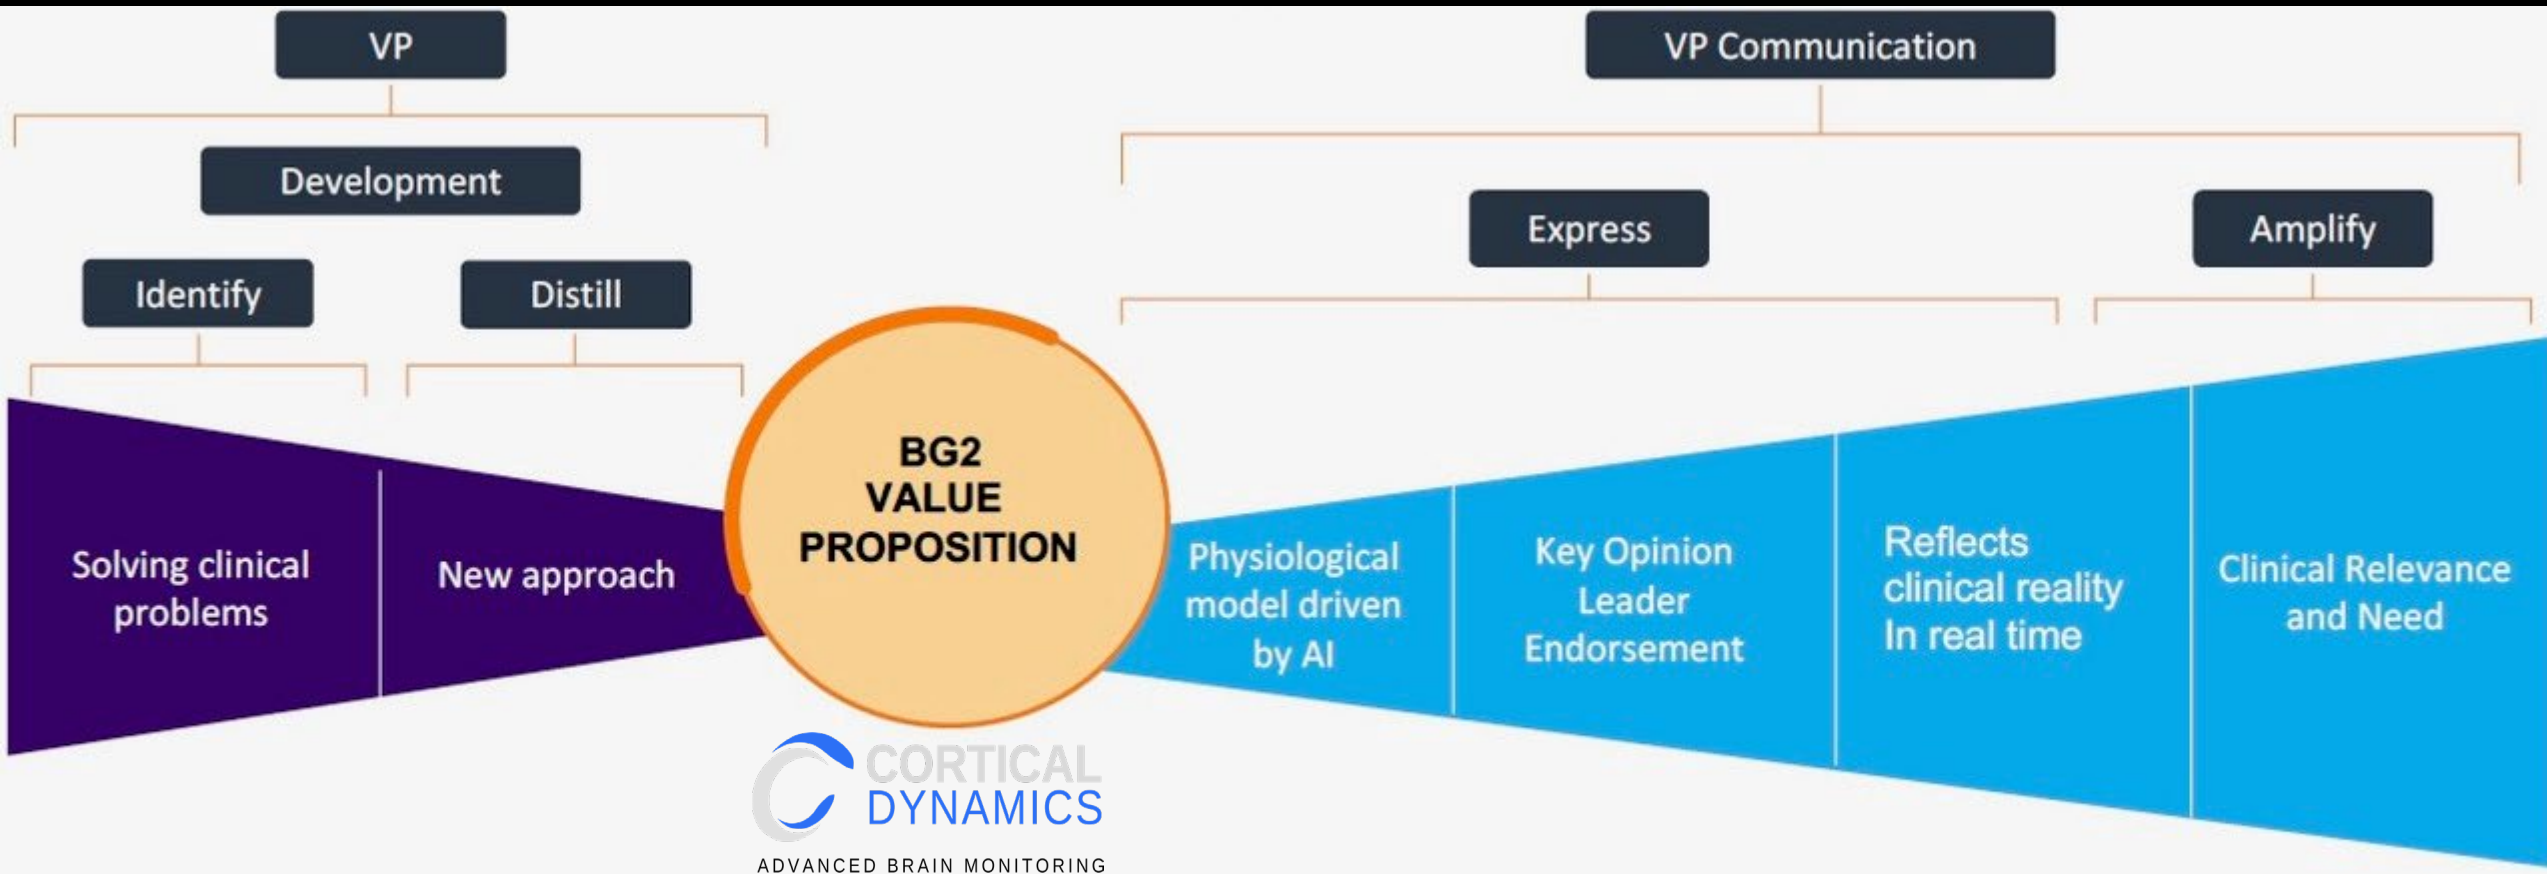 VP
VP Communication
Development
Express
Amplify
Identify
Distill
BG2
VALUE
PROPOSITION
Solving clinical
problems
New approach
Physiological
model driven
by AI
Key Opinion
Leader
Endorsement
Reflects
clinical reality
In real time
Clinical Relevance
and Need
CORTICAL
DYNAMICS
ADVANCED BRAIN MONITORING